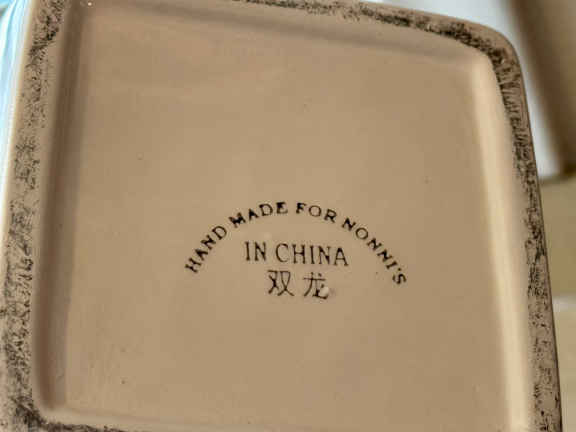 HAND MADE FOR NONNI'S
IN CHINA
双龙